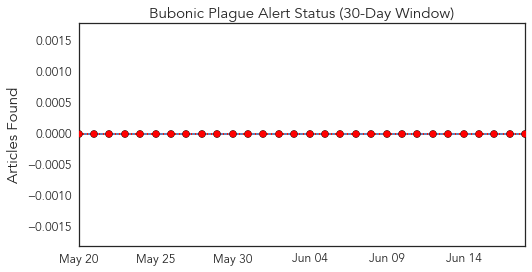 Bubonic Plague Alert Status (30-Day Window)
Articles Found
0.0015
0.0010
0.0005
0.0000
−0.0005
−0.0010
−0.0015
May 20
May 25
May 30
Jun 04
Jun 09
Jun 14